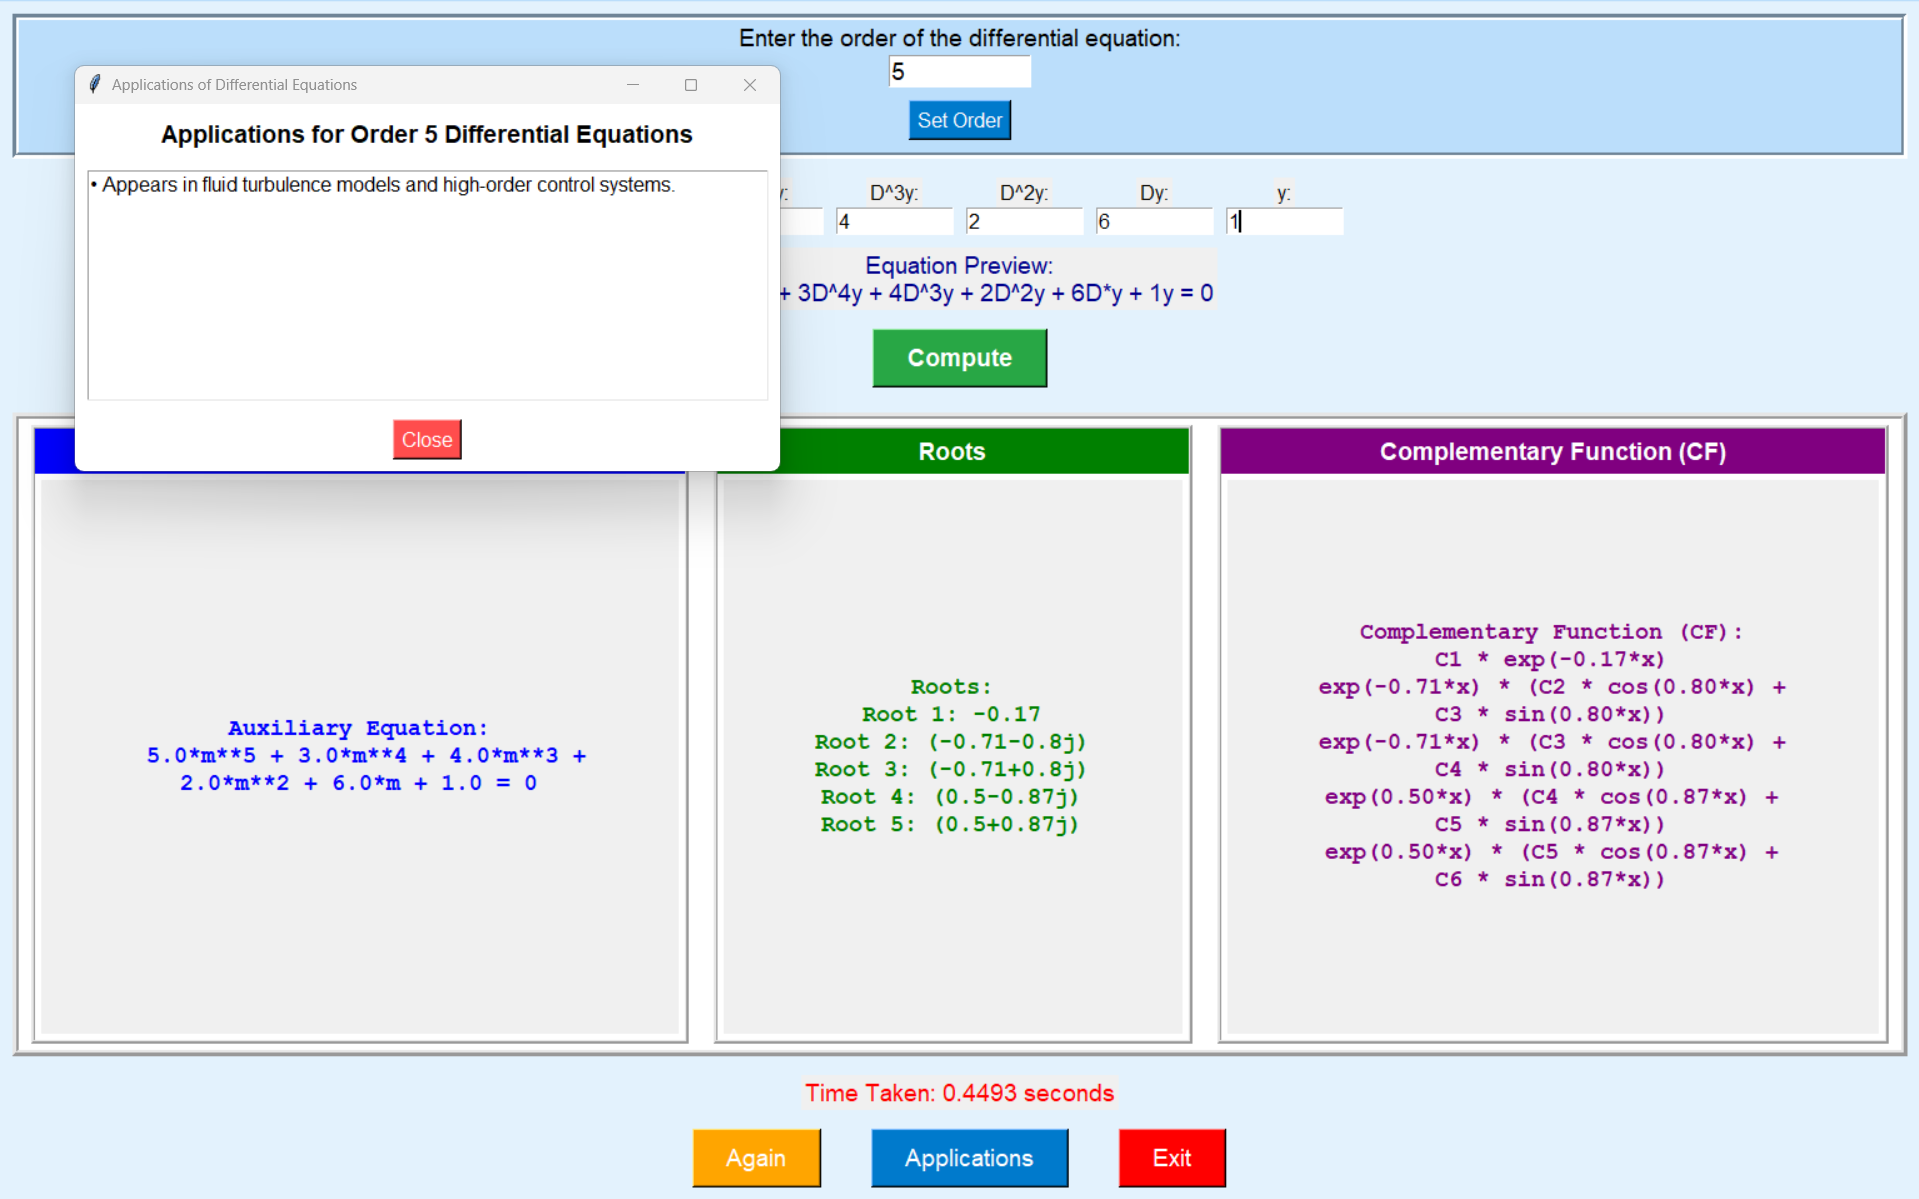 Enter the order of the differential equation:
5
Set Order
Applications of Differential Equations
Applications for Order 5 Differential Equations
• Appears in fluid turbulence models and high-order control systems.
Close
D^3y: D^2y: Dy: y:
4 2 6 1
Equation Preview:
+ 3D^4y + 4D^3y + 2D^2y + 6D*y + 1y = 0
Compute
Auxiliary Equation:
5.0*m**5 + 3.0*m**4 + 4.0*m**3 +
2.0*m**2 + 6.0*m + 1.0 = 0
Roots
Roots:
Root 1: -0.17
Root 2: (-0.71-0.8j)
Root 3: (-0.71+0.8j)
Root 4: (0.5-0.87j)
Root 5: (0.5+0.87j)
Complementary Function (CF)
Complementary Function (CF):
C1 * exp(-0.17*x)
exp(-0.71*x) * (C2 * cos(0.80*x) +
C3 * sin(0.80*x))
exp(-0.71*x) * (C3 * cos(0.80*x) +
C4 * sin(0.80*x))
exp(0.50*x) * (C4 * cos(0.87*x) +
C5 * sin(0.87*x))
exp(0.50*x) * (C5 * cos(0.87*x) +
C6 * sin(0.87*x))
Time Taken: 0.4493 seconds
Again Applications Exit